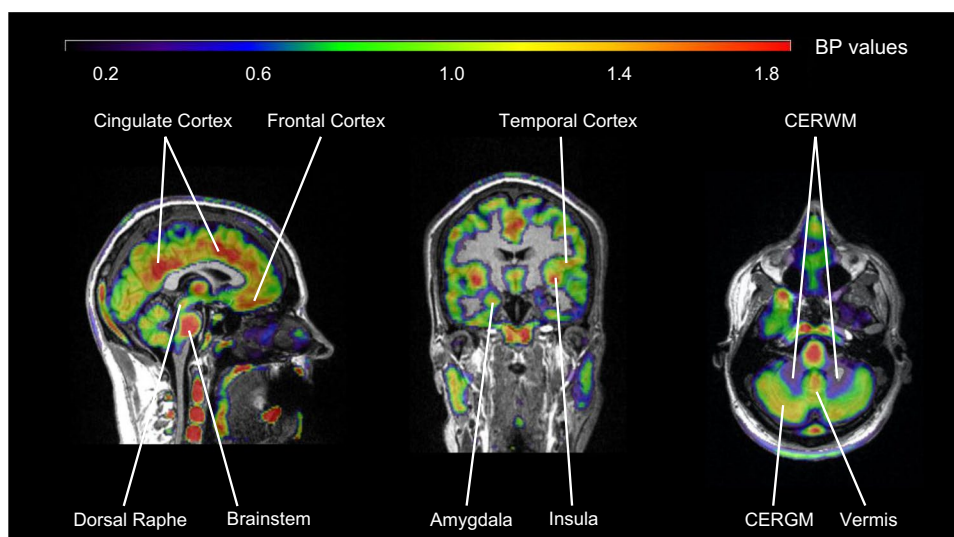 BP values
0.2 0.6 1.0 1.4 1.8
Cingulate Cortex Frontal Cortex Temporal Cortex CERWM
Dorsal Raphe Brainstem Amygdala Insula CERGM Vermis